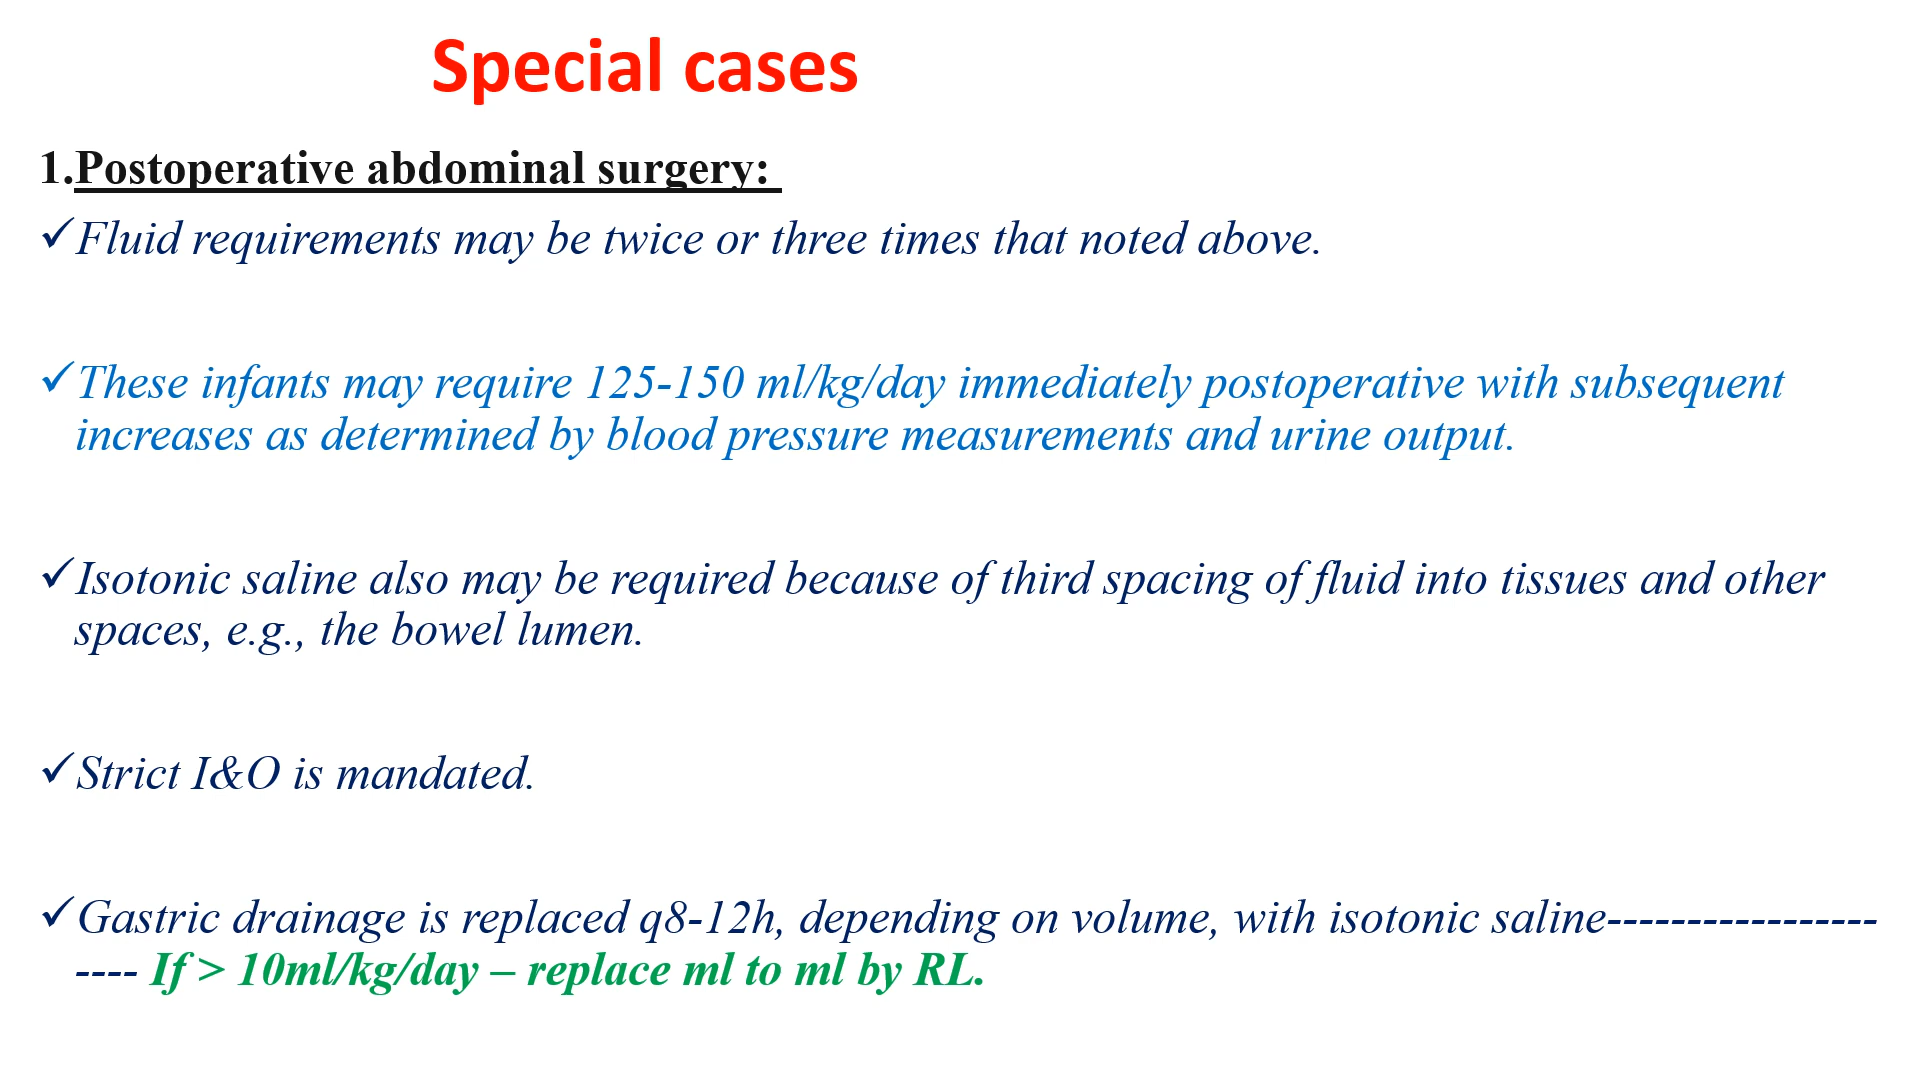 Special cases
1.Postoperative abdominal surgery:
✓Fluid requirements may be twice or three times that noted above.
✓These infants may require 125-150 ml/kg/day immediately postoperative with subsequent
increases as determined by blood pressure measurements and urine output.
✓Isotonic saline also may be required because of third spacing of fluid into tissues and other
spaces, e.g., the bowel lumen.
✓Strict I&O is mandated.
✓Gastric drainage is replaced q8-12h, depending on volume, with isotonic saline-----------------
---- If > 10ml/kg/day – replace ml to ml by RL.